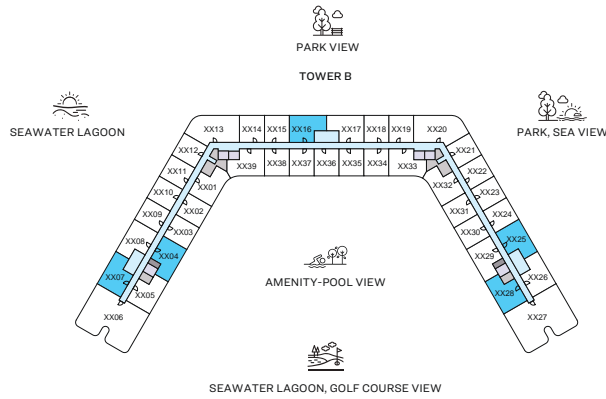 PARK VIEW
TOWER B
SEAWATER LAGOON
PARK, SEA VIEW
XX13
XX14
XX15
XX16
XX17
XX18
XX19
XX20
XX12
XX39
XX38
XX37
XX36
XX35
XX34
XX33
XX21
XX11
XX01
XX32
XX22
XX10
XX02
XX31
XX23
XX09
XX03
XX30
XX24
XX08
XX04
XX29
XX25
XX07
XX05
XX28
XX26
XX06
XX27
AMENITY-POOL VIEW
SEAWATER LAGOON, GOLF COURSE VIEW